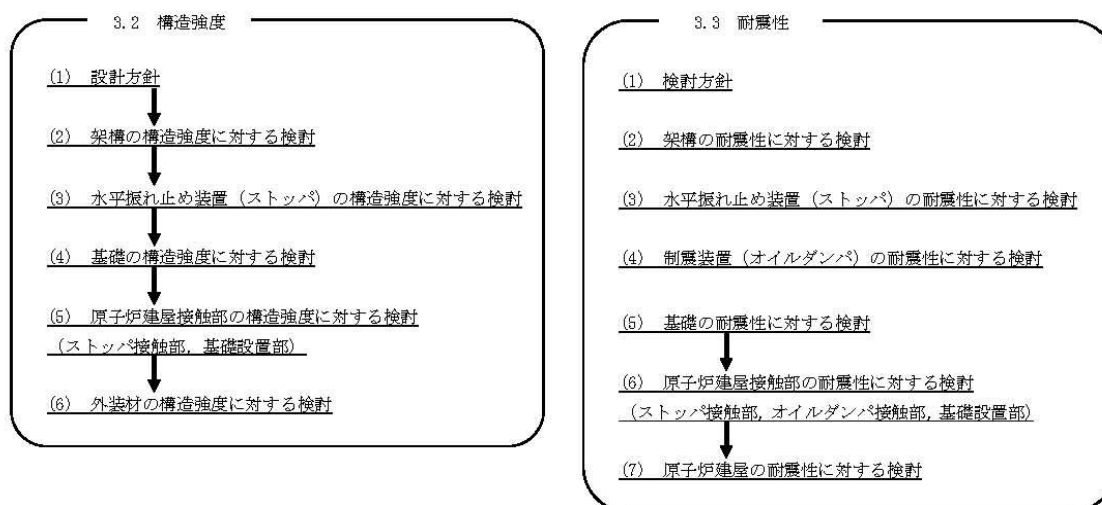 3.2 構造強度
(1) 設計方針
(2) 架構の構造強度に対する検討
(3) 水平振れ止め装置（ストッパ）の構造強度に対する検討
(4) 基礎の構造強度に対する検討
(5) 原子炉建屋接触部の構造強度に対する検討
（ストッパ接触部, 基礎設置部）
(6) 外装材の構造強度に対する検討
3.3 耐震性
(1) 検討方針
(2) 架構の耐震性に対する検討
(3) 水平振れ止め装置（ストッパ）の耐震性に対する検討
(4) 制震装置（オイルダンパ）の耐震性に対する検討
(5) 基礎の耐震性に対する検討
(6) 原子炉建屋接触部の耐震性に対する検討
（ストッパ接触部, オイルダンパ接触部, 基礎設置部）
(7) 原子炉建屋の耐震性に対する検討